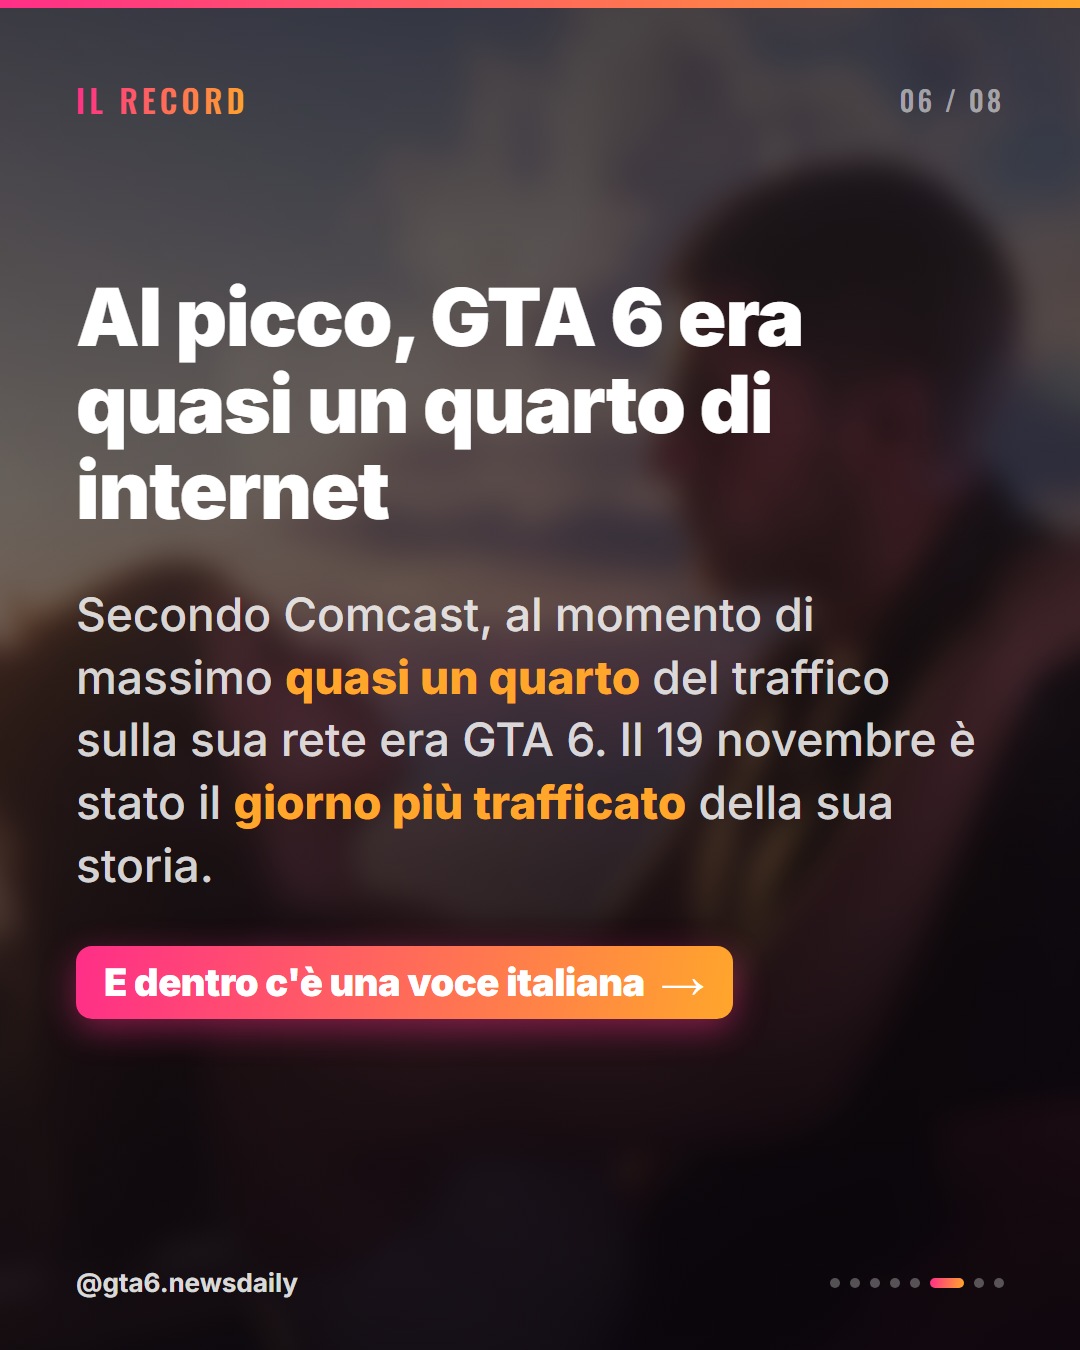 IL RECORD
06 / 08
Al picco, GTA 6 era
quasi un quarto di
internet
Secondo Comcast, al momento di
massimo quasi un quarto del traffico
sulla sua rete era GTA 6. Il 19 novembre è
stato il giorno più trafficato della sua
storia.
E dentro c'è una voce italiana →
@gta6.newsdaily